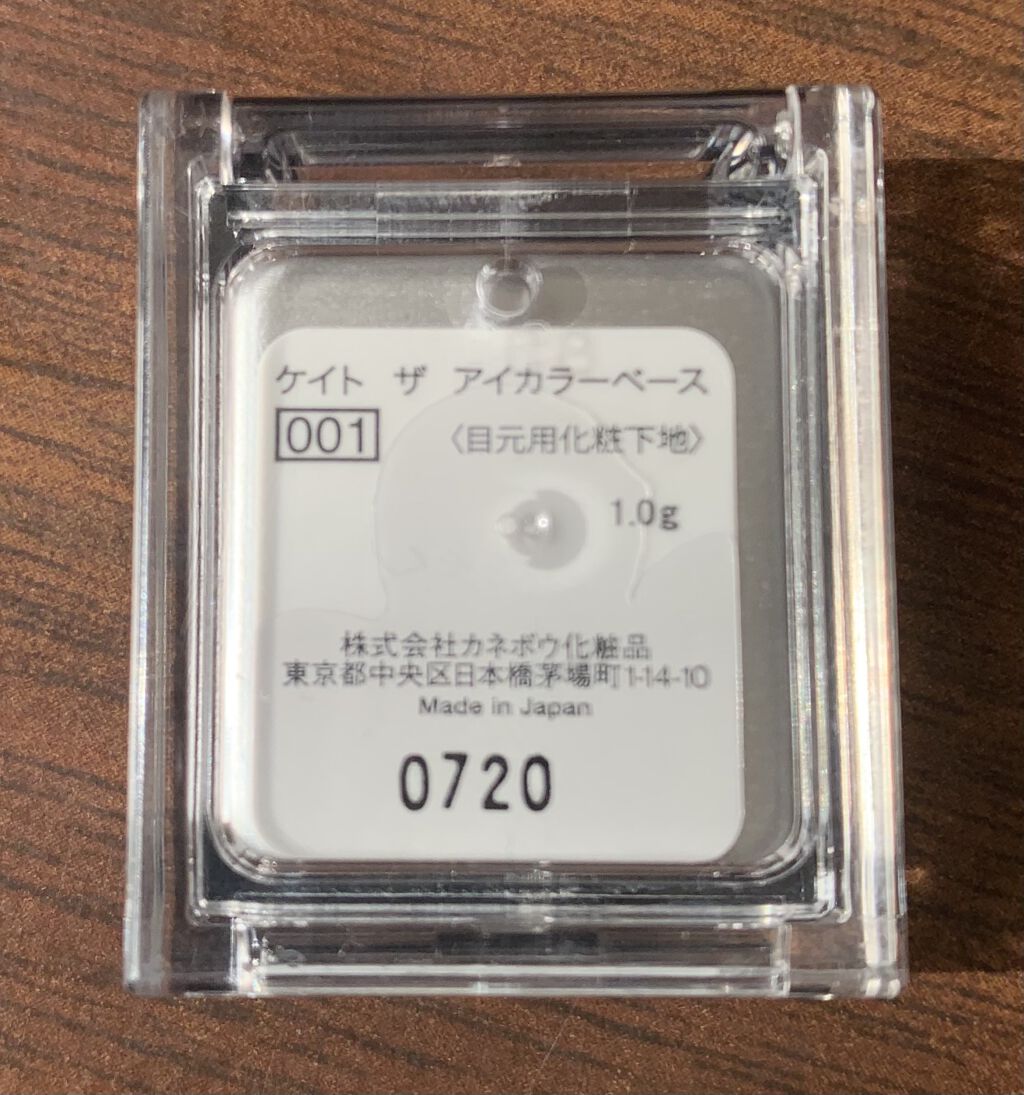 ケイト ザ アイカラーベース
001 〈目元用化粧下地〉
1.0g
株式会社カネボウ化粧品
東京都中央区日本橋茅場町1-14-10
Made in Japan
0720